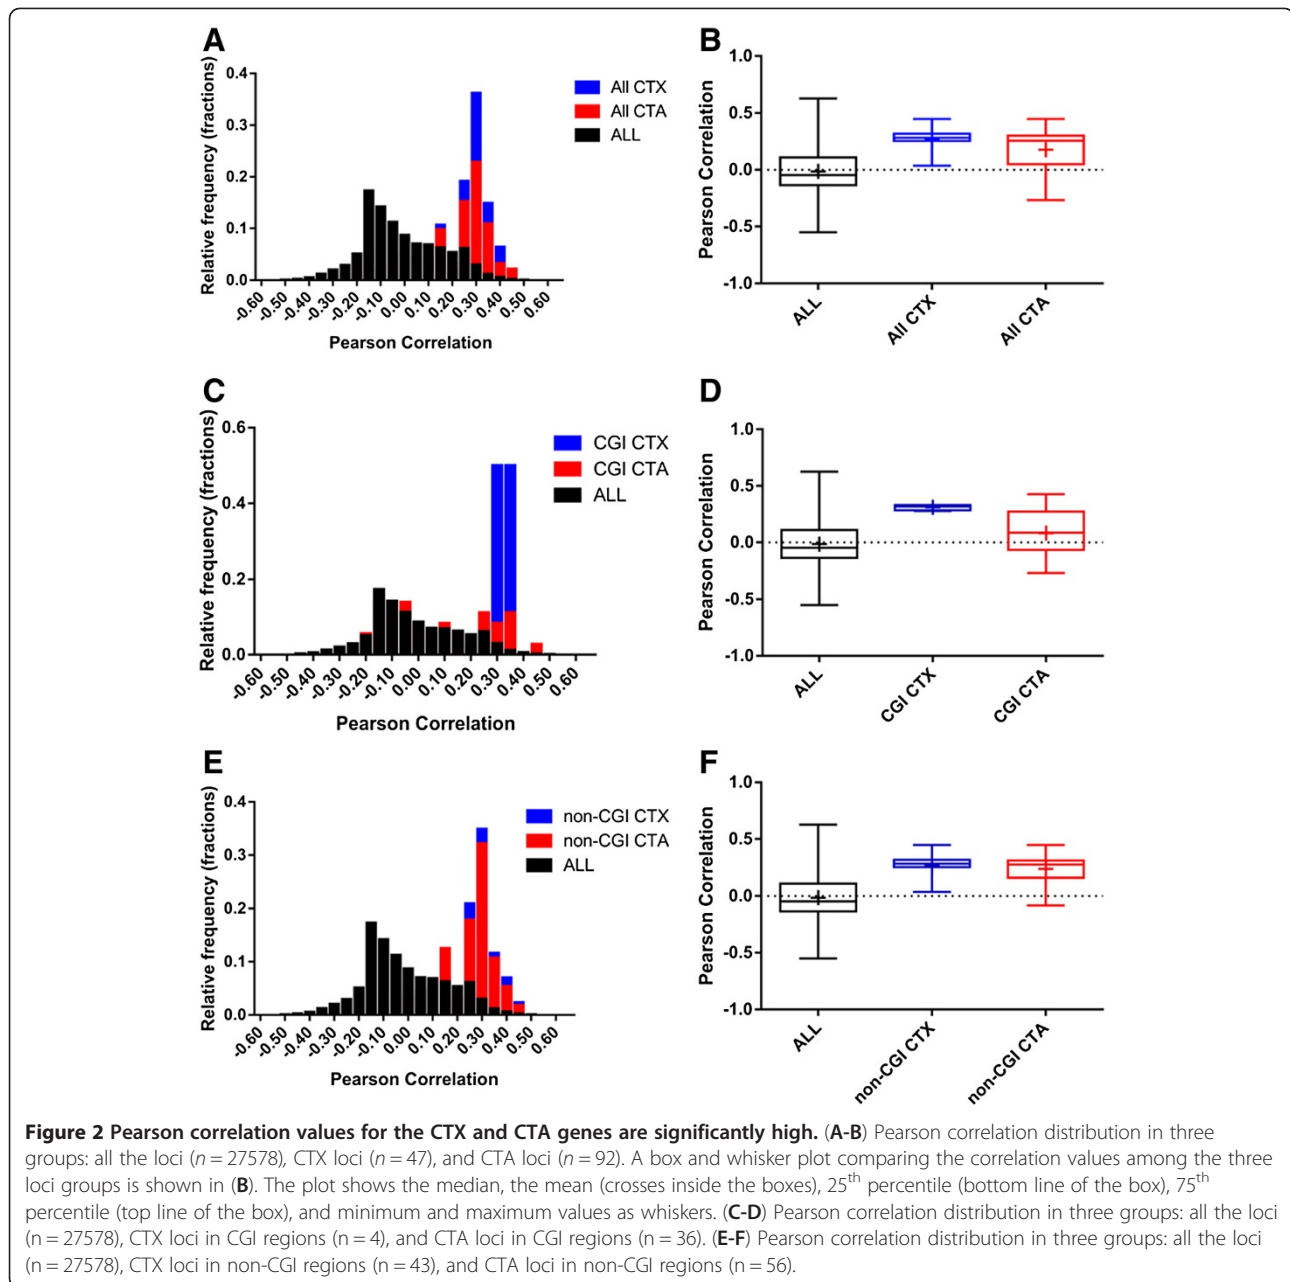 A
0.4
0.3
0.2
0.1
0.0
Relative frequency (fractions)
All CTX
All CTA
ALL
-0.60
-0.50
-0.40
-0.30
-0.20
-0.10
0.00
0.10
0.20
0.30
0.40
0.50
0.60
Pearson Correlation
B
1.0
0.5
0.0
-0.5
-1.0
Pearson Correlation
ALL
All CTX
All CTA
C
0.6
0.4
0.2
0.0
Relative frequency (fractions)
CGI CTX
CGI CTA
ALL
-0.60
-0.50
-0.40
-0.30
-0.20
-0.10
0.00
0.10
0.20
0.30
0.40
0.50
0.60
Pearson Correlation
D
1.0
0.5
0.0
-0.5
-1.0
Pearson Correlation
ALL
CGI CTX
CGI CTA
E
0.4
0.3
0.2
0.1
0.0
Relative frequency (fractions)
non-CGI CTX
non-CGI CTA
ALL
-0.60
-0.50
-0.40
-0.30
-0.20
-0.10
0.00
0.10
0.20
0.30
0.40
0.50
0.60
Pearson Correlation
F
1.0
0.5
0.0
-0.5
-1.0
Pearson Correlation
ALL
non-CGI CTX
non-CGI CTA
Figure 2 Pearson correlation values for the CTX and CTA genes are significantly high. (A-B) Pearson correlation distribution in three
groups: all the loci (n = 27578), CTX loci (n = 47), and CTA loci (n = 92). A box and whisker plot comparing the correlation values among the three
loci groups is shown in (B). The plot shows the median, the mean (crosses inside the boxes), 25th percentile (bottom line of the box), 75th
percentile (top line of the box), and minimum and maximum values as whiskers. (C-D) Pearson correlation distribution in three groups: all the loci
(n = 27578), CTX loci in CGI regions (n = 4), and CTA loci in CGI regions (n = 36). (E-F) Pearson correlation distribution in three groups: all the loci
(n = 27578), CTX loci in non-CGI regions (n = 43), and CTA loci in non-CGI regions (n = 56).